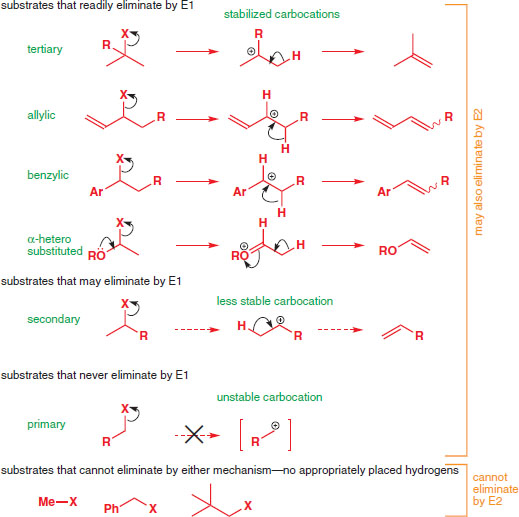 substrates that readily eliminate by E1
stabilized carbocations
tertiary
X
R
R
⊕
H
allylic
X
R
H
⊕
R
H
R
benzylic
X
Ar
R
H
⊕
Ar
R
H
Ar
R
α-hetero
substituted
X
RÖ
H
⊕
RO
H
RO
may also eliminate by E2
substrates that may eliminate by E1
less stable carbocation
secondary
X
R
H
⊕
R
R
substrates that never eliminate by E1
unstable carbocation
primary
X
R
R
⊕
substrates that cannot eliminate by either mechanism—no appropriately placed hydrogens
Me—X
Ph
X
X
cannot
eliminate
by E2